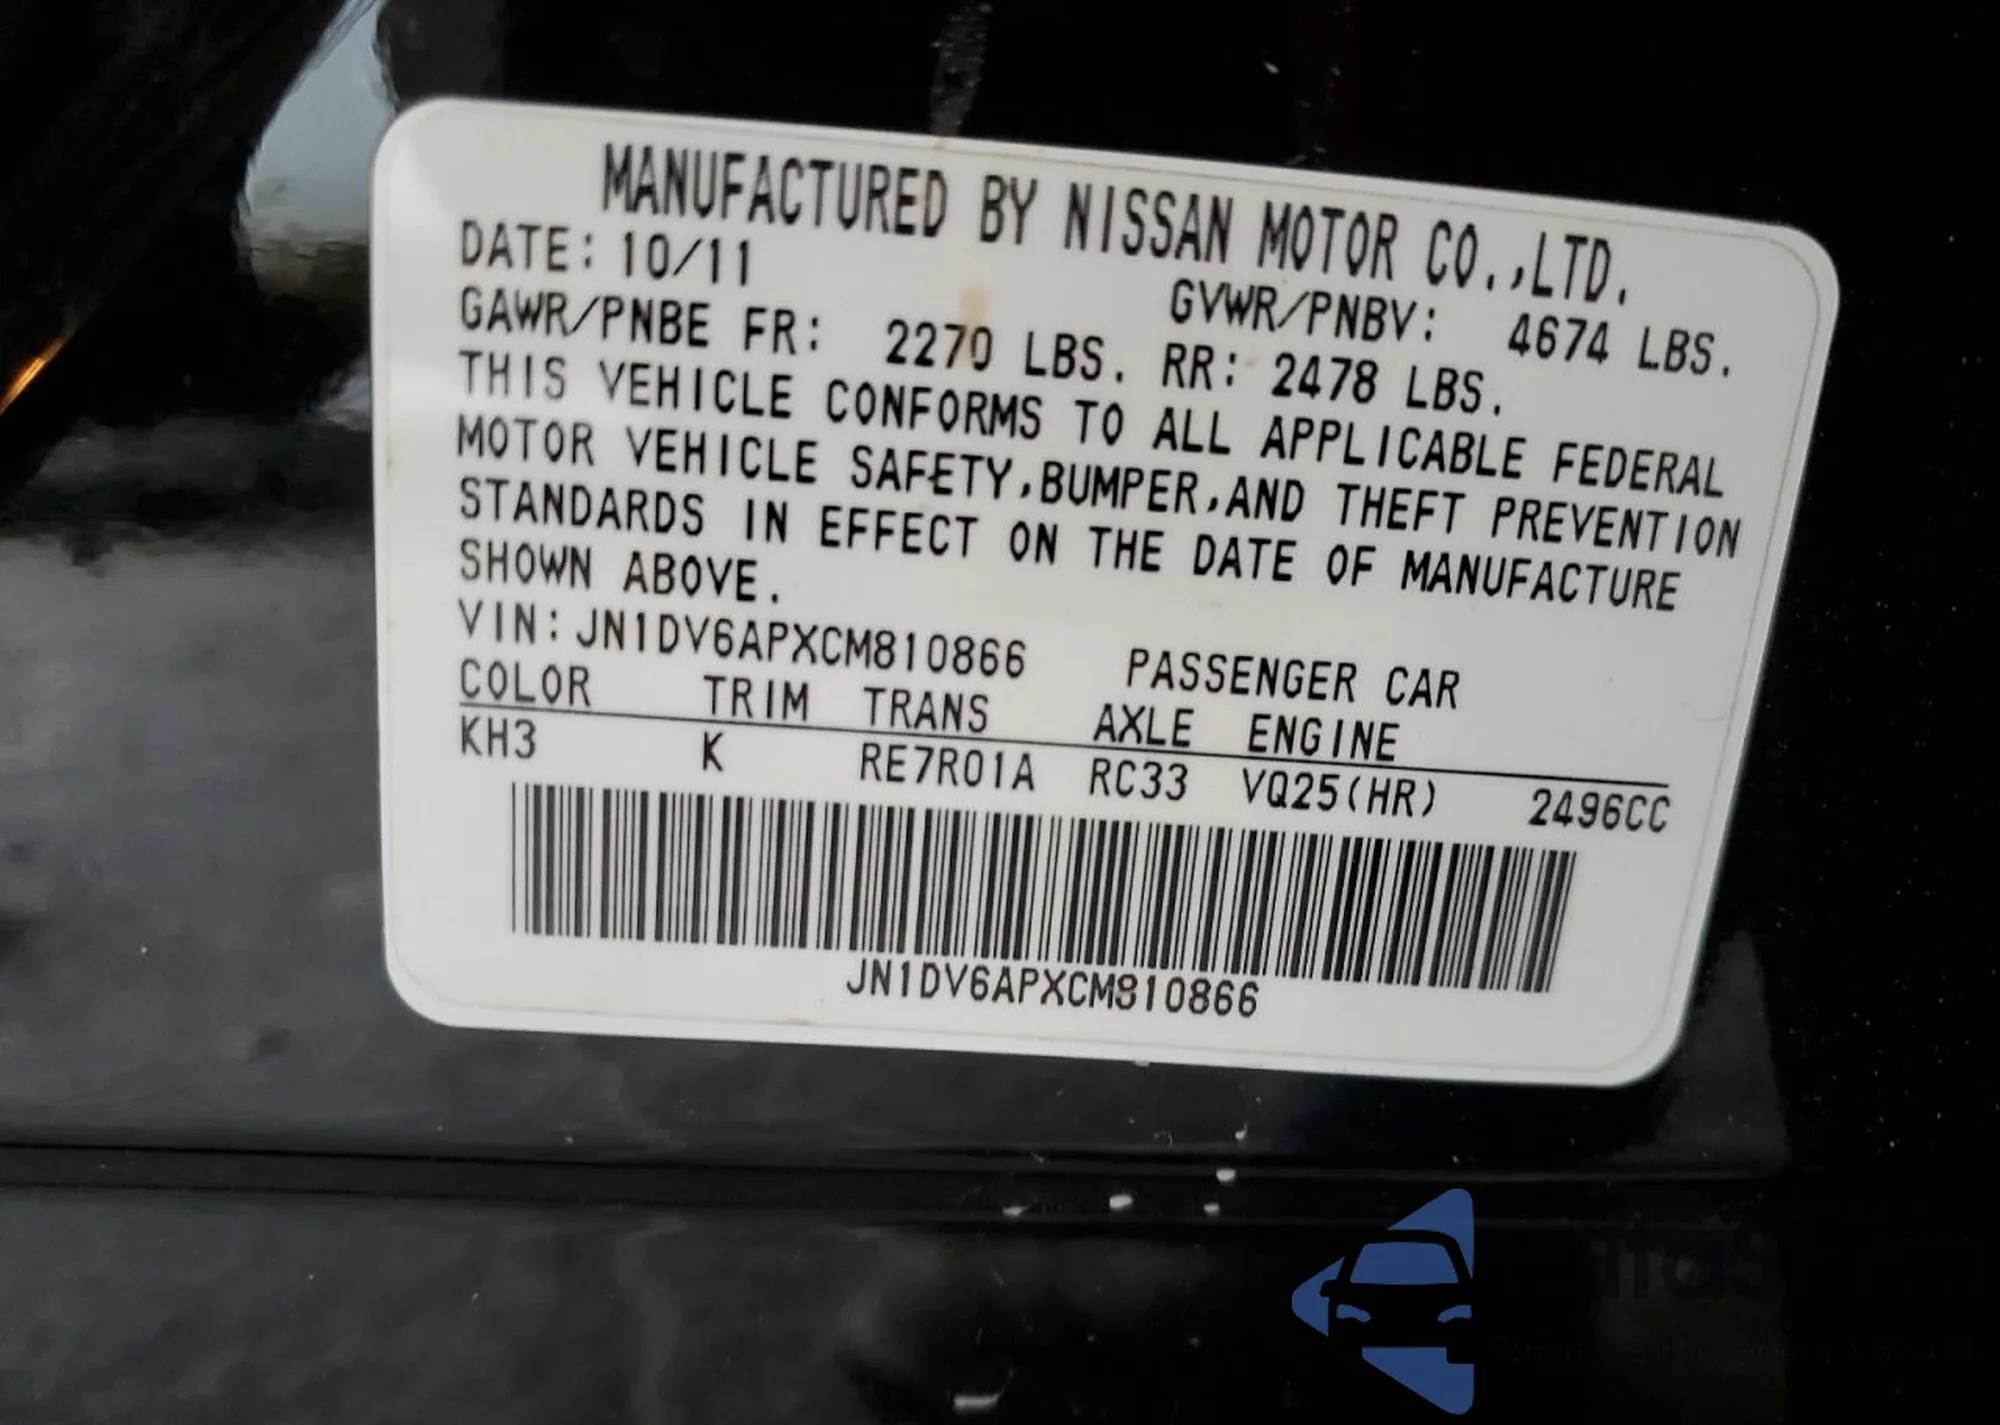 MANUFACTURED BY NISSAN MOTOR CO.,LTD.
DATE: 10/11 GVWR/PNBV: 4674 LBS.
GAWR/PNBE FR: 2270 LBS. RR: 2478 LBS.
THIS VEHICLE CONFORMS TO ALL APPLICABLE FEDERAL
MOTOR VEHICLE SAFETY,BUMPER,AND THEFT PREVENTION
STANDARDS IN EFFECT ON THE DATE OF MANUFACTURE
SHOWN ABOVE.
VIN: JN1DV6APXCM810866 PASSENGER CAR
COLOR TRIM TRANS AXLE ENGINE
KH3 K RE7R01A RC33 VQ25(HR) 2496CC
JN1DV6APXCM810866